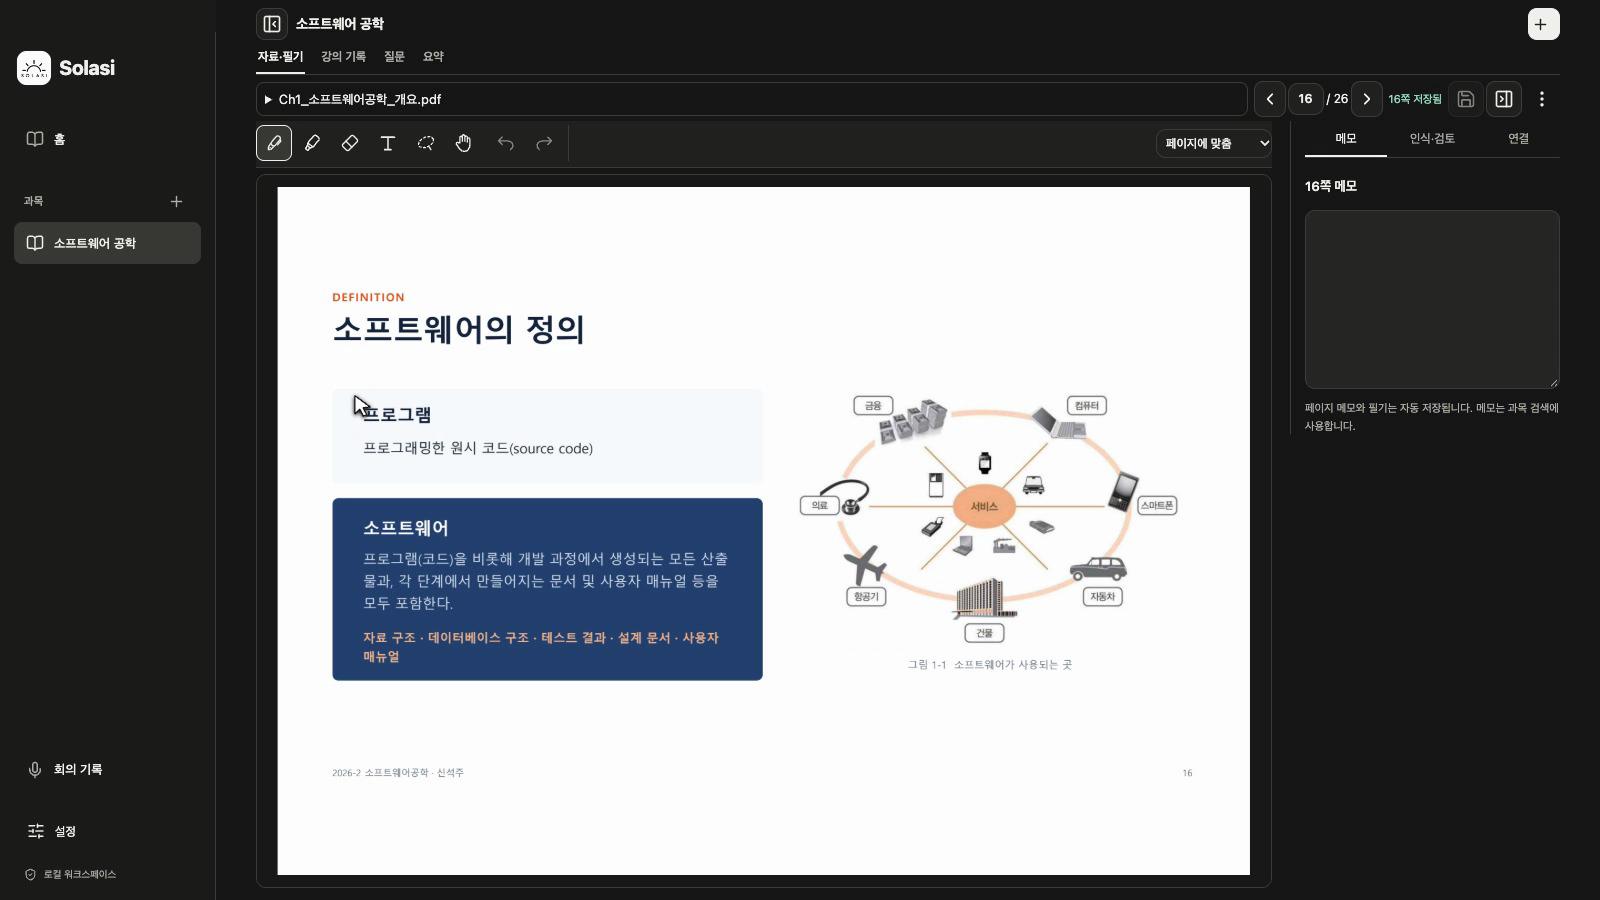 소프트웨어 공학
SOLASI
Solasi
자료·필기 강의 기록 질문 요약
Ch1_소프트웨어공학_개요.pdf
16 / 26
16쪽 저장됨
홈
과목
소프트웨어 공학
페이지에 맞춤
메모 인식·검토 연결
16쪽 메모
페이지 메모와 필기는 자동 저장됩니다. 메모는 과목 검색에
사용합니다.
DEFINITION
소프트웨어의 정의
프로그램
프로그래밍한 원시 코드(source code)
소프트웨어
프로그램(코드)을 비롯해 개발 과정에서 생성되는 모든 산출
물과, 각 단계에서 만들어지는 문서 및 사용자 매뉴얼 등을
모두 포함한다.
자료 구조 · 데이터베이스 구조 · 테스트 결과 · 설계 문서 · 사용자
매뉴얼
금융
컴퓨터
의료
서비스
스마트폰
항공기
자동차
건물
그림 1-1 소프트웨어가 사용되는 곳
2026-2 소프트웨어공학 · 신석주
16
회의 기록
설정
로컬 워크스페이스